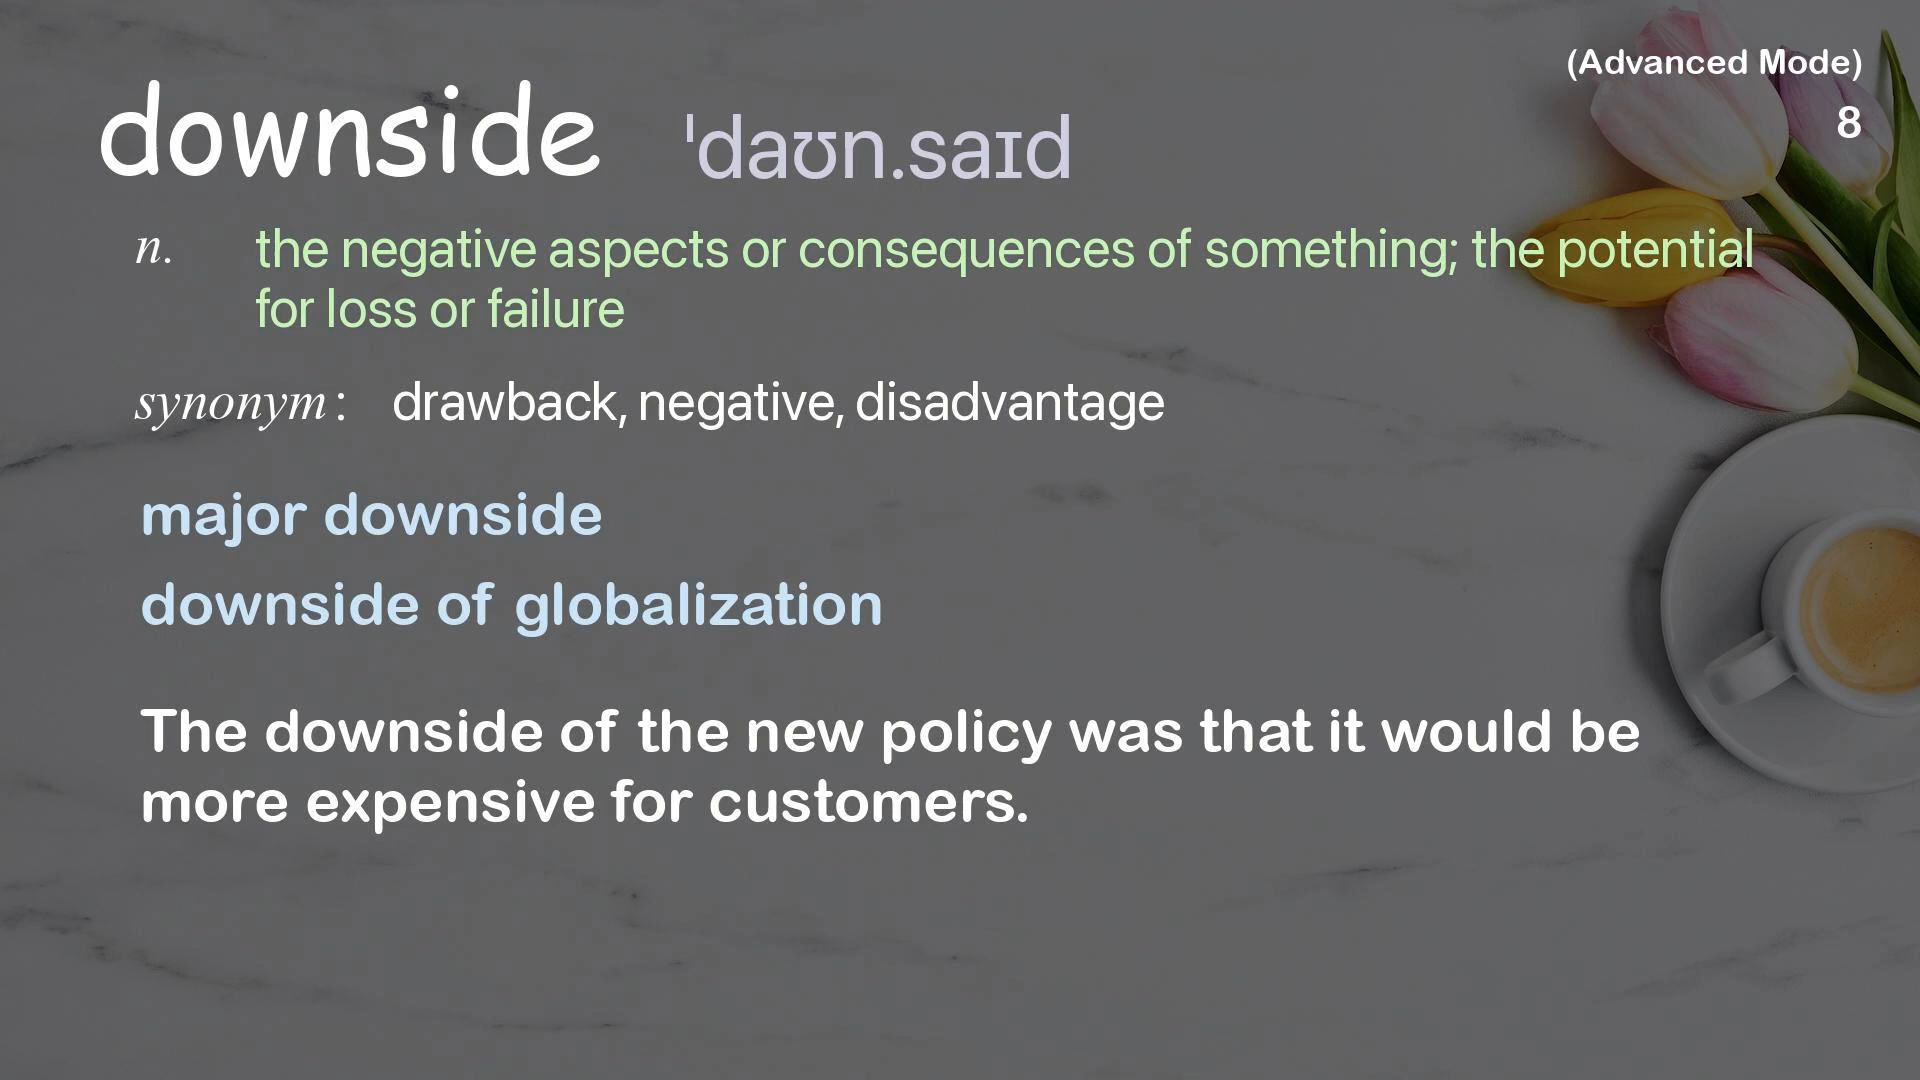 (Advanced Mode)
8
downside ˈdaʊn.saɪd
n. the negative aspects or consequences of something; the potential
for loss or failure
synonym : drawback, negative, disadvantage
major downside
downside of globalization
The downside of the new policy was that it would be
more expensive for customers.